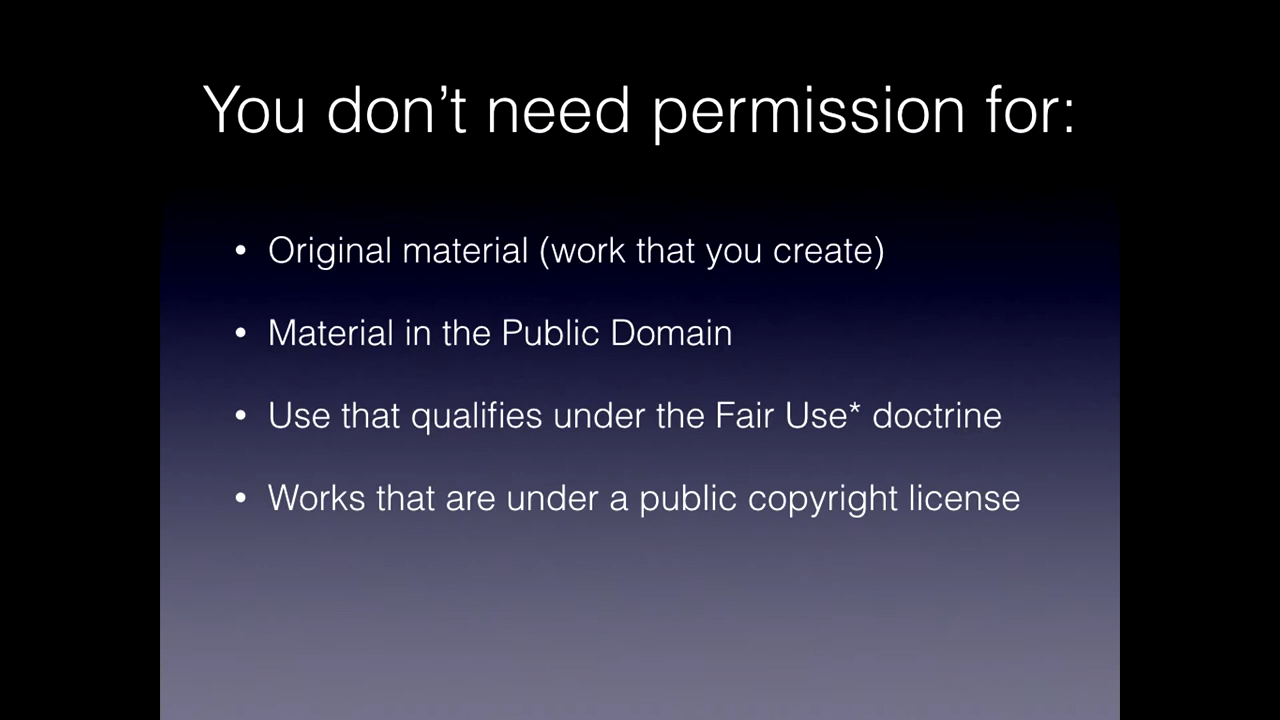 You don’t need permission for:
• Original material (work that you create)
• Material in the Public Domain
• Use that qualifies under the Fair Use* doctrine
• Works that are under a public copyright license